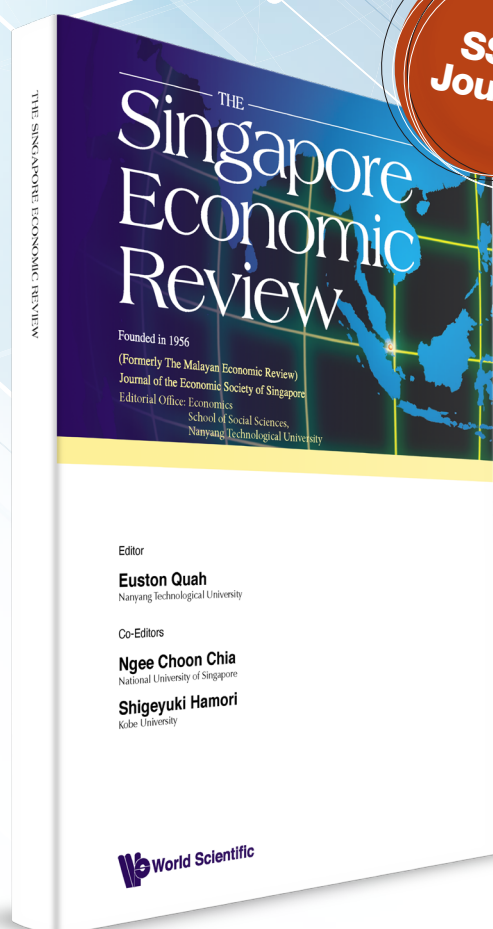 SS
Jou
THE SINGAPORE ECONOMIC REVIEW
THE
Singapore
Economic
Review
Founded in 1956
(Formerly The Malayan Economic Review)
Journal of the Economic Society of Singapore
Editorial Office: Economics
School of Social Sciences,
Nanyang Technological University
Editor
Euston Quah
Nanyang Technological University
Co-Editors
Ngee Choon Chia
National University of Singapore
Shigeyuki Hamori
Kobe University
World Scientific